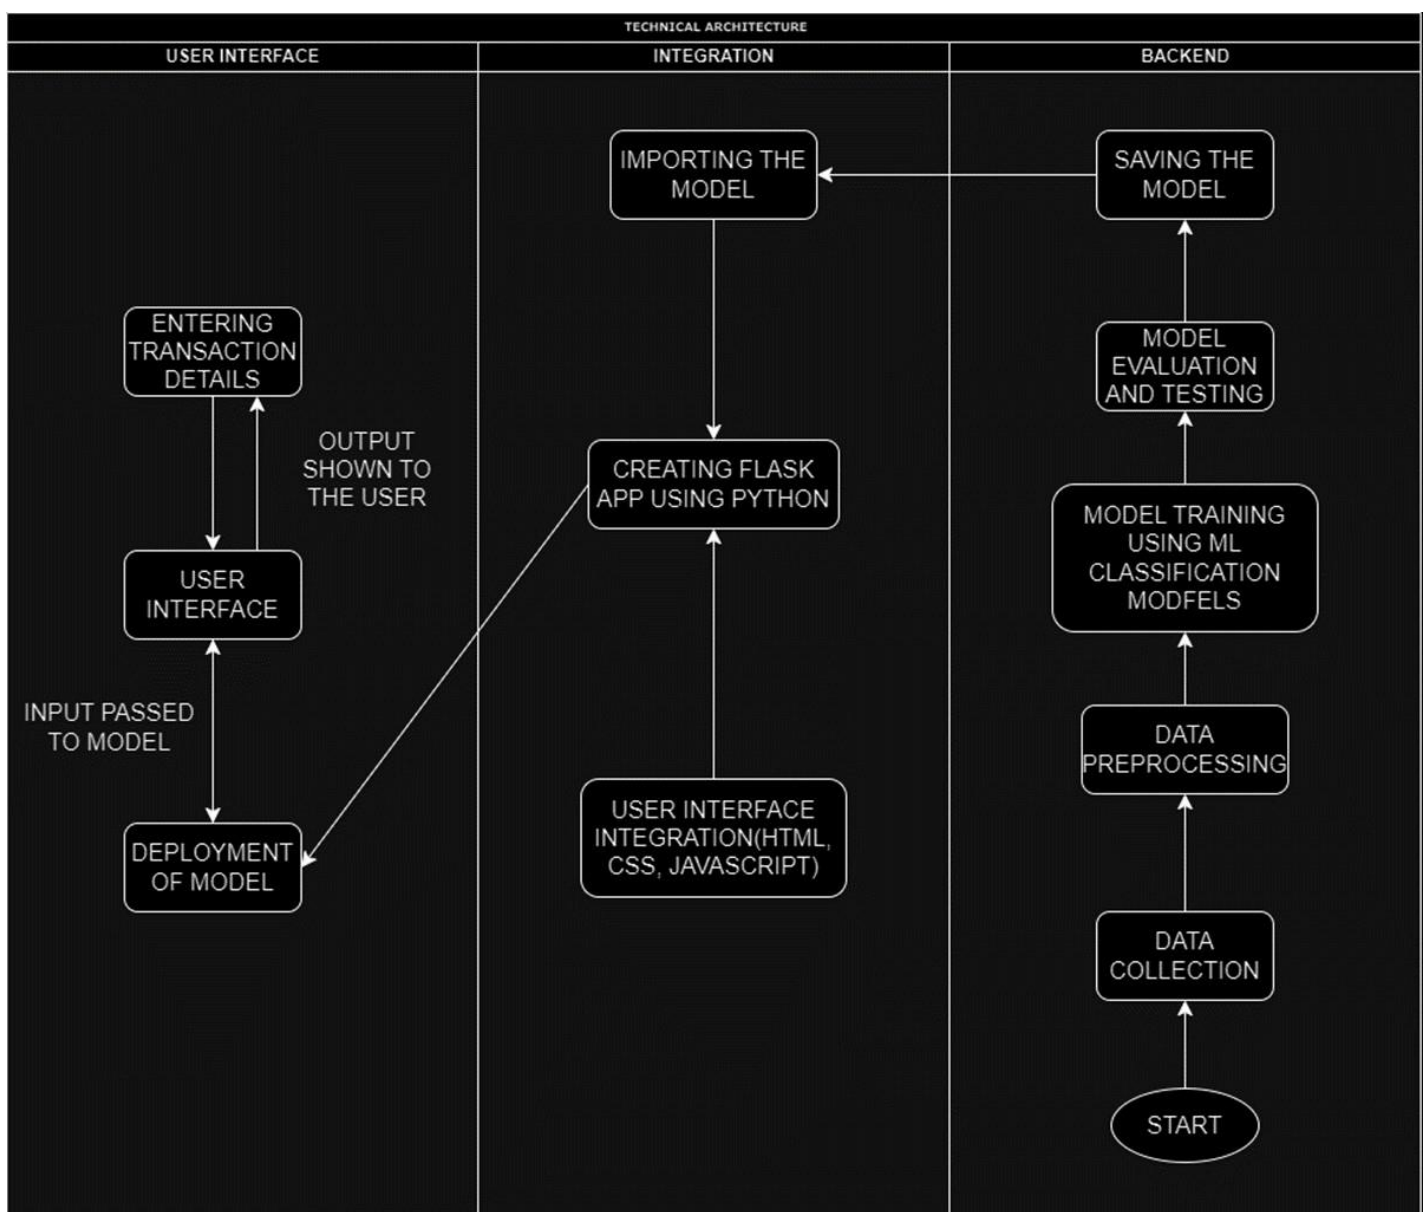 TECHNICAL ARCHITECTURE
USER INTERFACE
INTEGRATION
BACKEND
ENTERING
TRANSACTION
DETAILS
OUTPUT
SHOWN TO
THE USER
USER
INTERFACE
INPUT PASSED
TO MODEL
DEPLOYMENT
OF MODEL
IMPORTING THE
MODEL
CREATING FLASK
APP USING PYTHON
USER INTERFACE
INTEGRATION(HTML,
CSS, JAVASCRIPT)
SAVING THE
MODEL
MODEL
EVALUATION
AND TESTING
MODEL TRAINING
USING ML
CLASSIFICATION
MODFELS
DATA
PREPROCESSING
DATA
COLLECTION
START